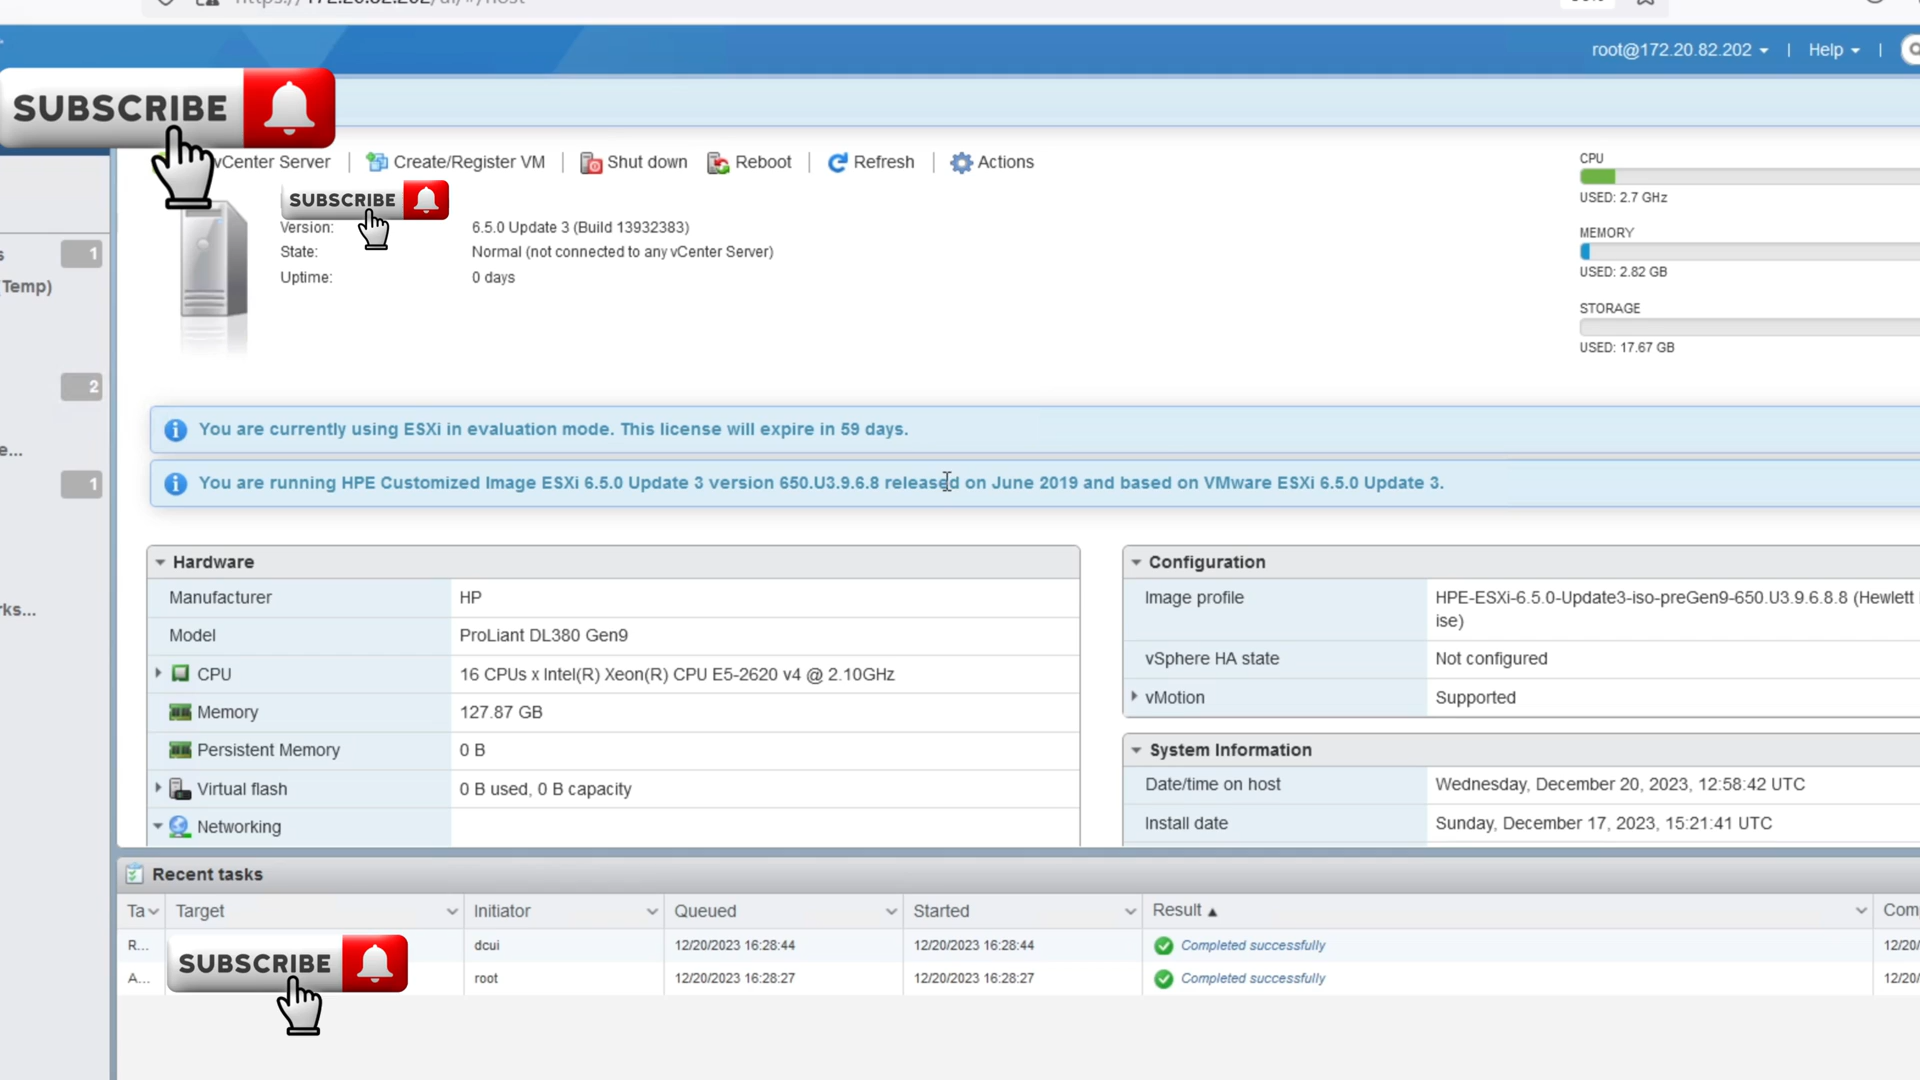 root@172.20.82.202 | Help |
SUBSCRIBE
vCenter Server | Create/Register VM | Shut down Reboot | Refresh | Actions
SUBSCRIBE
Version: 6.5.0 Update 3 (Build 13932383)
State: Normal (not connected to any vCenter Server)
Uptime: 0 days
CPU
USED: 2.7 GHz
MEMORY
USED: 2.82 GB
STORAGE
USED: 17.67 GB
s 1
(Temp)
2
e...
1
rks...
You are currently using ESXi in evaluation mode. This license will expire in 59 days.
You are running HPE Customized Image ESXi 6.5.0 Update 3 version 650.U3.9.6.8 released on June 2019 and based on VMware ESXi 6.5.0 Update 3.
Hardware
Manufacturer HP
Model ProLiant DL380 Gen9
CPU 16 CPUs x Intel(R) Xeon(R) CPU E5-2620 v4 @ 2.10GHz
Memory 127.87 GB
Persistent Memory 0 B
Virtual flash 0 B used, 0 B capacity
Networking
Configuration
Image profile HPE-ESXi-6.5.0-Update3-iso-preGen9-650.U3.9.6.8.8 (Hewlett
ise)
vSphere HA state Not configured
vMotion Supported
System Information
Date/time on host Wednesday, December 20, 2023, 12:58:42 UTC
Install date Sunday, December 17, 2023, 15:21:41 UTC
Recent tasks
Ta Target Initiator Queued Started Result Com
R... dcui 12/20/2023 16:28:44 12/20/2023 16:28:44 Completed successfully 12/20/
A... root 12/20/2023 16:28:27 12/20/2023 16:28:27 Completed successfully 12/20/
SUBSCRIBE